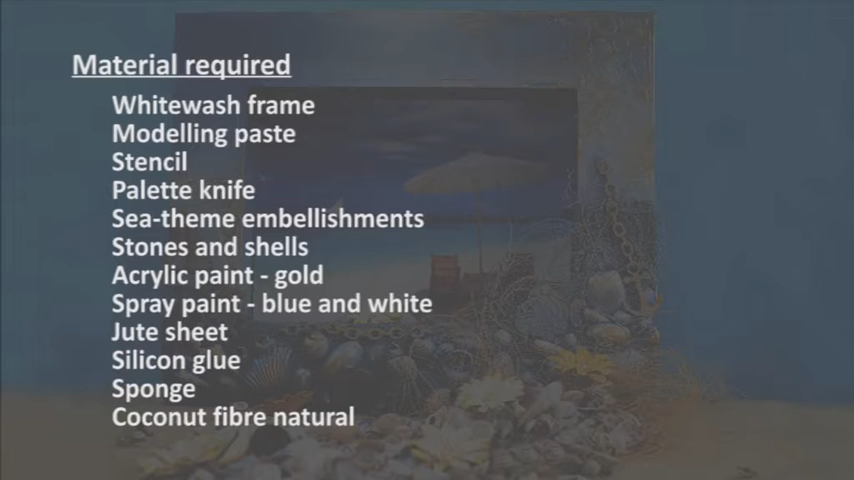 Material required
Whitewash frame
Modelling paste
Stencil
Palette knife
Sea-theme embellishments
Stones and shells
Acrylic paint - gold
Spray paint - blue and white
Jute sheet
Silicon glue
Sponge
Coconut fibre natural